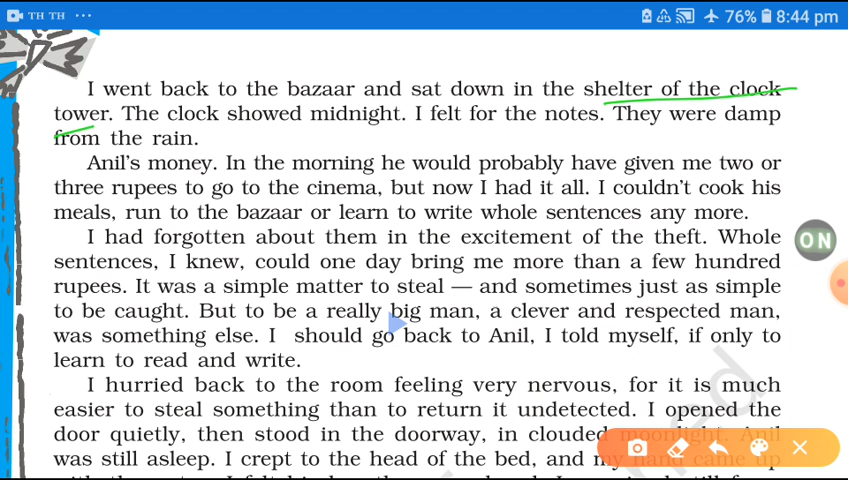 TH TH ... 76% 8:44 pm
I went back to the bazaar and sat down in the shelter of the clock
tower. The clock showed midnight. I felt for the notes. They were damp
from the rain.
Anil's money. In the morning he would probably have given me two or
three rupees to go to the cinema, but now I had it all. I couldn't cook his
meals, run to the bazaar or learn to write whole sentences any more.
I had forgotten about them in the excitement of the theft. Whole
sentences, I knew, could one day bring me more than a few hundred
rupees. It was a simple matter to steal — and sometimes just as simple
to be caught. But to be a really big man, a clever and respected man,
was something else. I should go back to Anil, I told myself, if only to
learn to read and write.
I hurried back to the room feeling very nervous, for it is much
easier to steal something than to return it undetected. I opened the
door quietly, then stood in the doorway, in clouded moonlight. Anil
was still asleep. I crept to the head of the bed, and my hand came up
ON